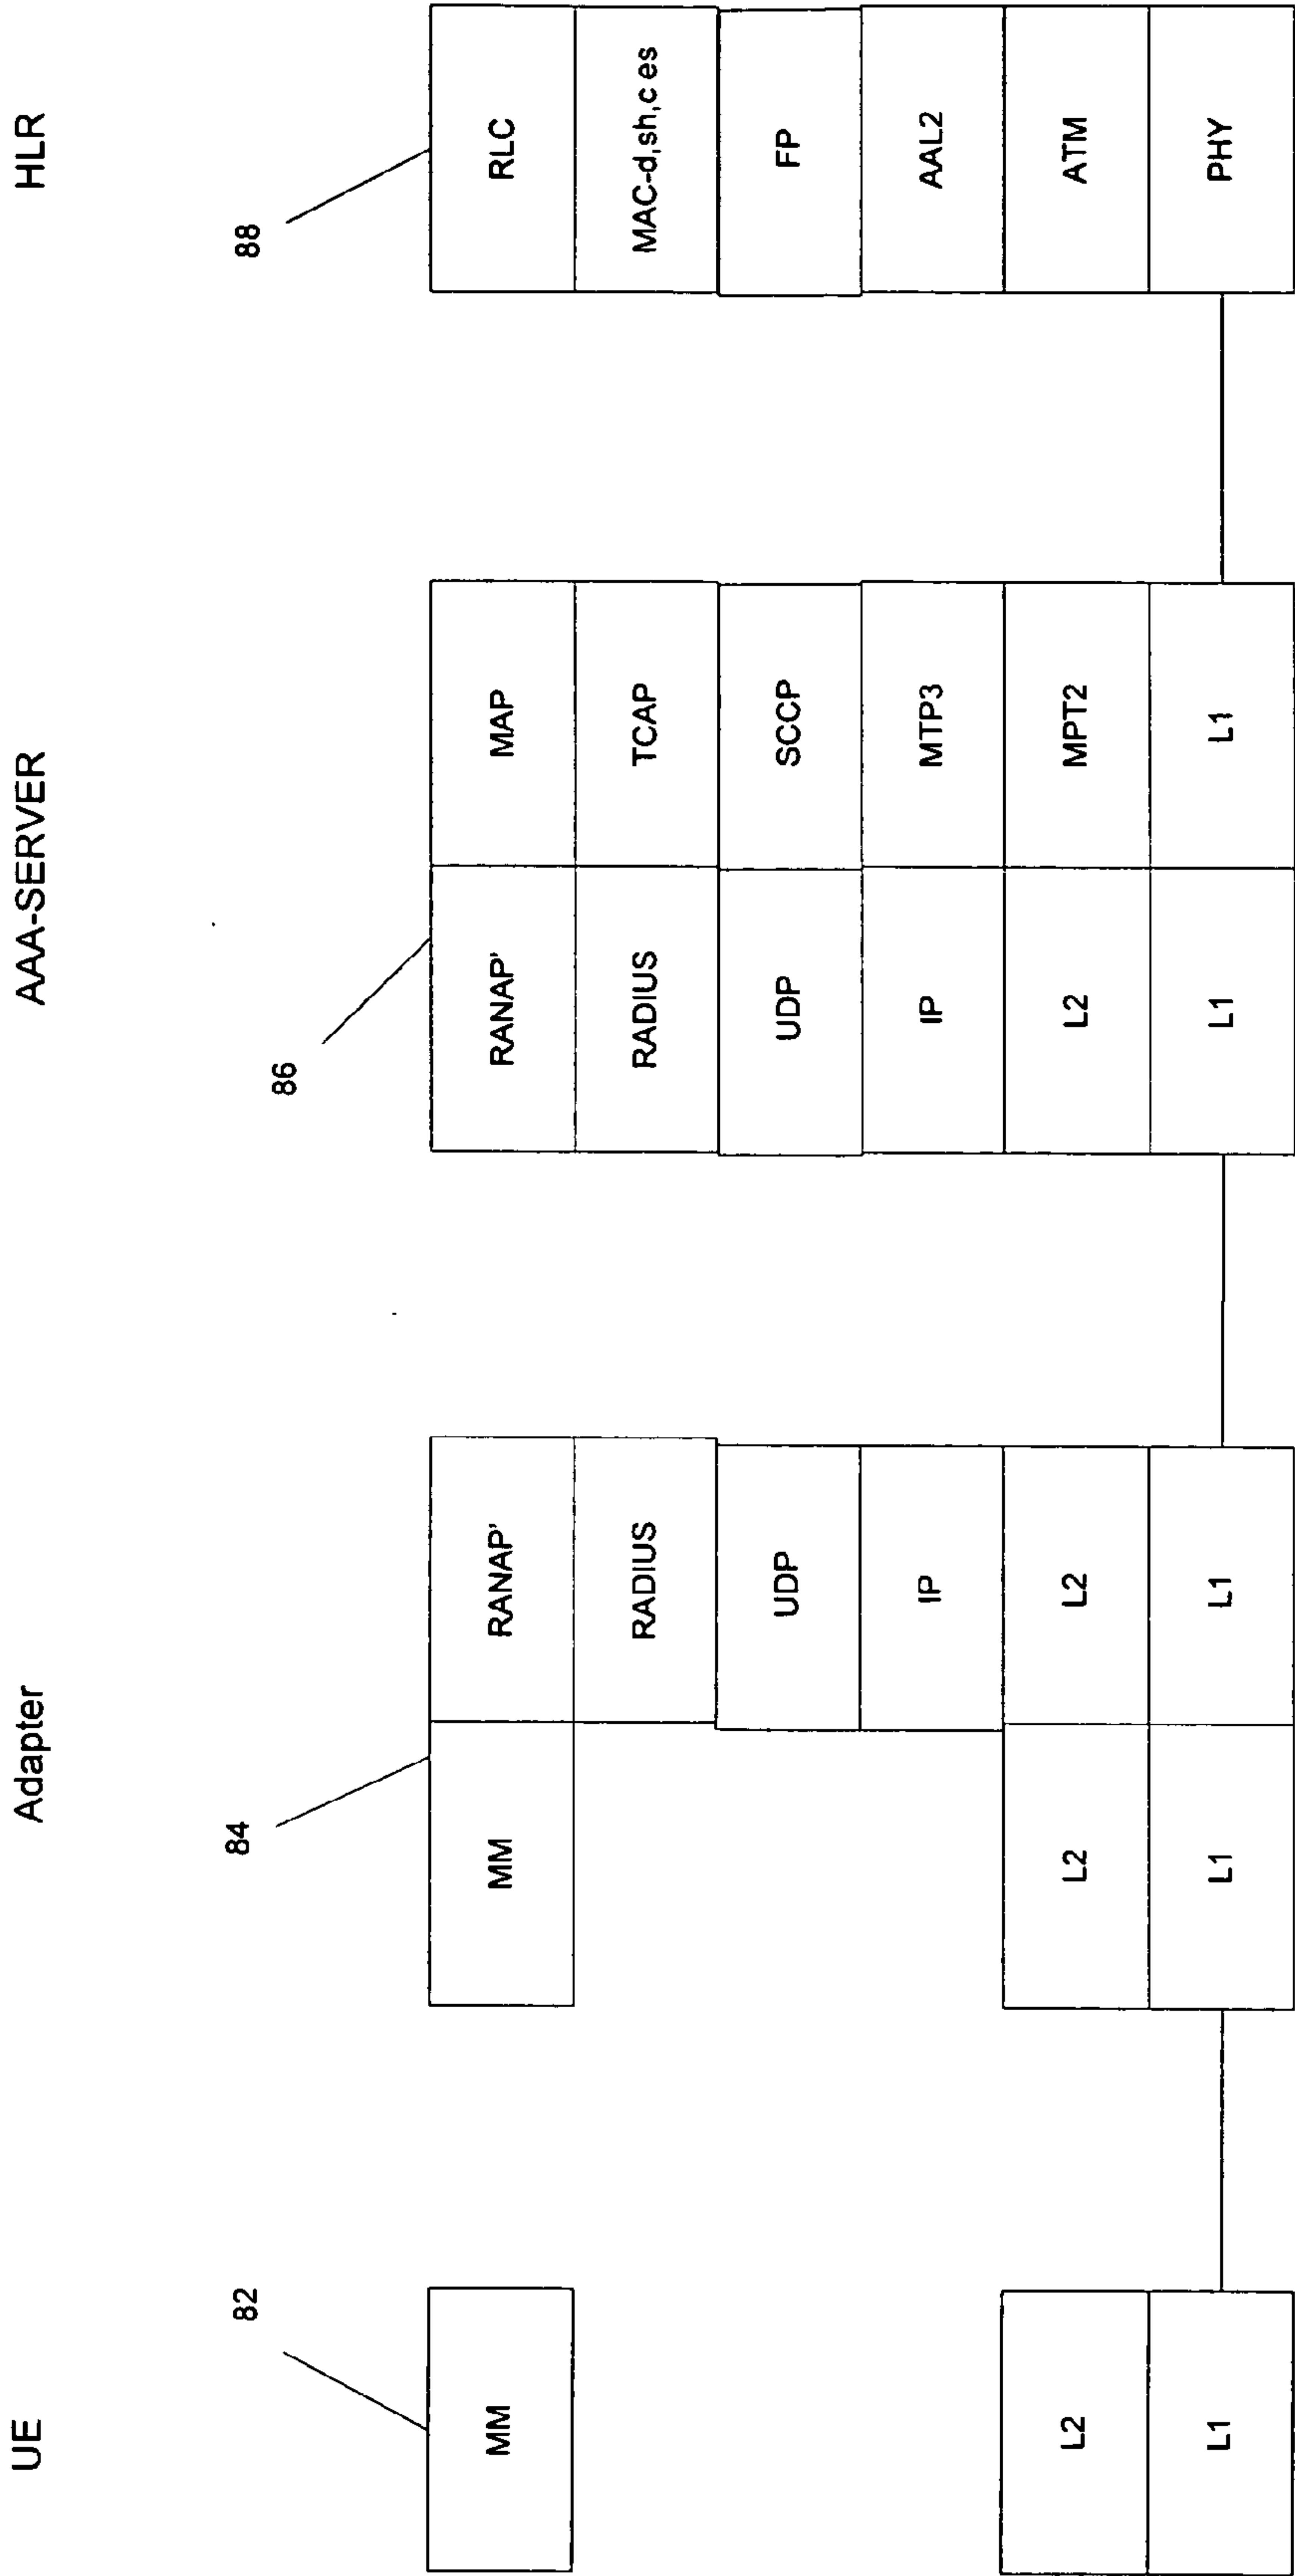 UE
Adapter
AAA-SERVER
HLR
82
84
86
88
MM
MM
RANAP'
RANAP'
MAP
RLC
RADIUS
RADIUS
TCAP
MAC-d,sh,c es
UDP
UDP
SCCP
FP
IP
IP
MTP3
AAL2
L2
L2
L2
L2
MPT2
ATM
L1
L1
L1
L1
L1
PHY